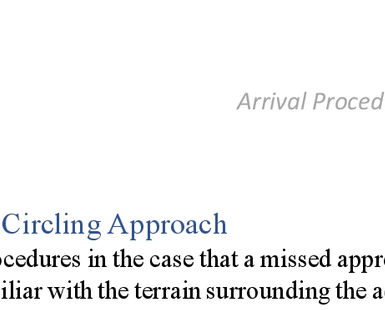 Arrival Proced
Circling Approach
ocedures in the case that a missed appro
iliar with the terrain surrounding the a